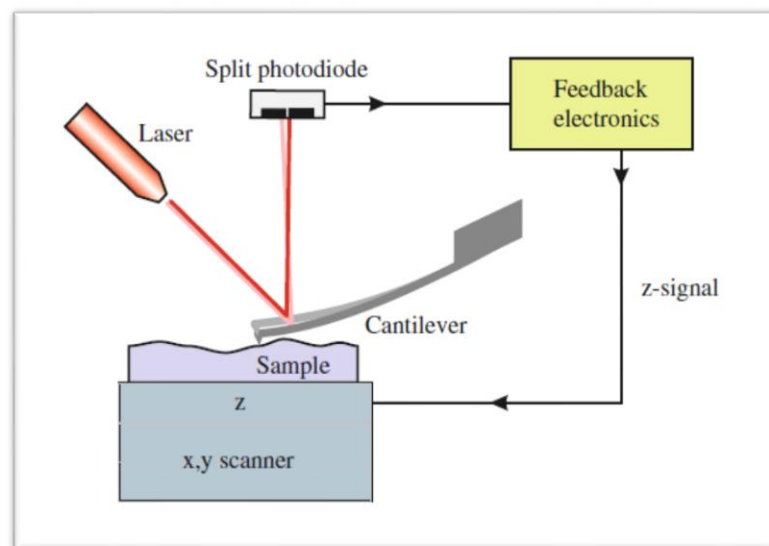 Split photodiode
Laser
Feedback
electronics
z-signal
Cantilever
Sample
z
x,y scanner